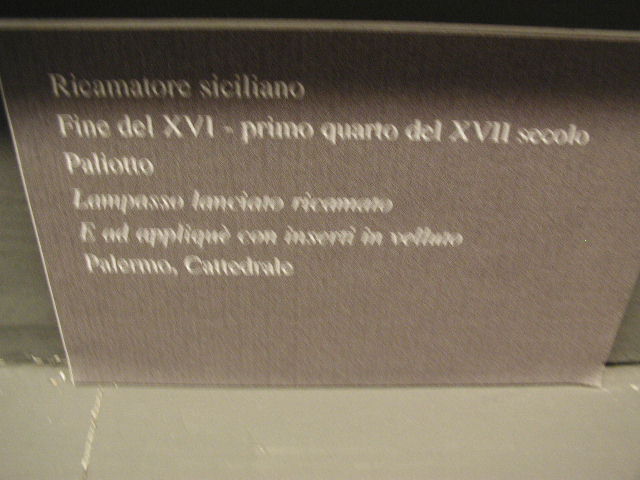 Ricamatore siciliano
Fine del XVI - primo quarto del XVII secolo
Paliotto
Lampasso lanciato ricamato
E ad appliquè con inserti in velluto
Palermo, Cattedrale